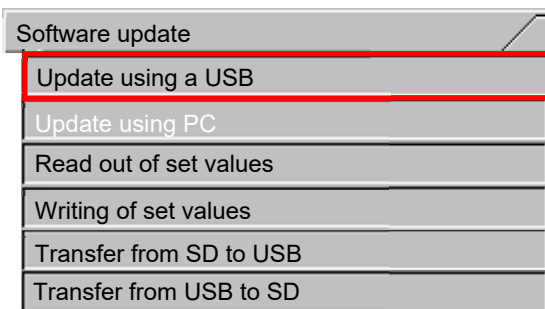 Software update
Update using a USB
Update using PC
Read out of set values
Writing of set values
Transfer from SD to USB
Transfer from USB to SD